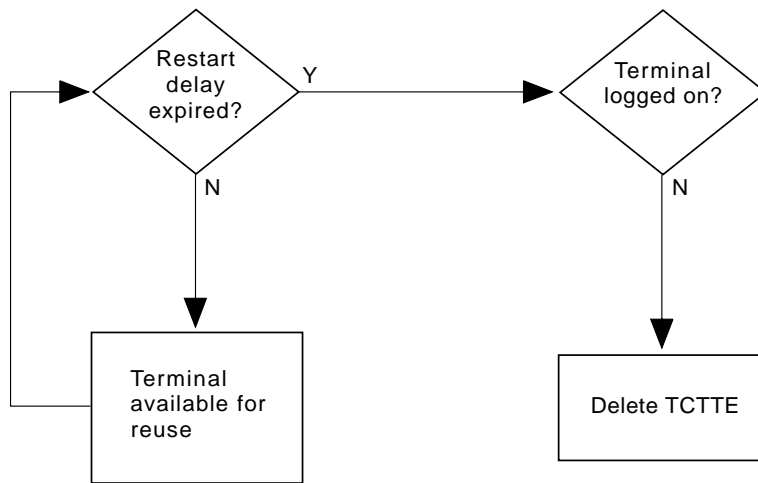 Restart
delay
expired?
Y
N
Terminal
logged on?
N
Terminal
available for
reuse
Delete TCTTE